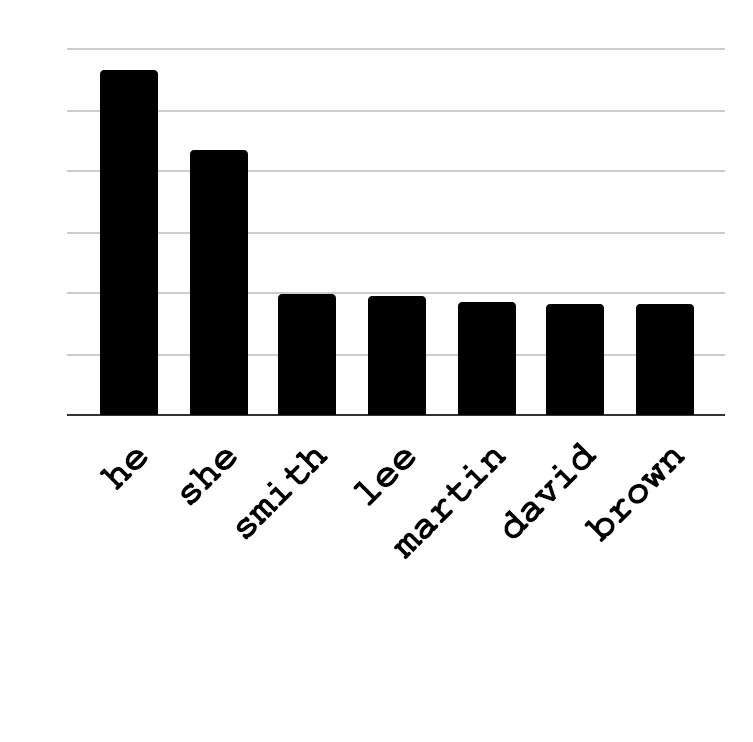 he
she
smith
lee
martin
david
brown